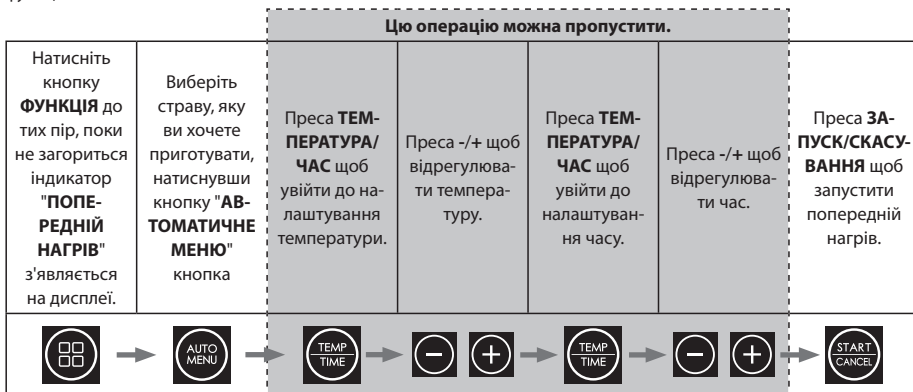 Цю операцію можна пропустити.
Натисніть
кнопку
ФУНКЦІЯ до
тих пір, поки
не загориться
індикатор
"ПОПЕ-
РЕДНІЙ
НАГРІВ"
з'являється
на дисплеї.
Виберіть
страву, яку
ви хочете
приготувати,
натиснувши
кнопку "АВ-
ТОМАТИЧНЕ
МЕНЮ"
кнопка
Преса ТЕМ-
ПЕРАТУРА/
ЧАС щоб
увійти до на-
лаштування
температури.
Преса -/+ щоб
відрегулюва-
ти темпера-
туру.
Преса ТЕМ-
ПЕРАТУРА/
ЧАС щоб
увійти до
налаштуван-
ня часу.
Преса -/+ щоб
відрегулюва-
ти час.
Преса ЗА-
ПУСК/СКАСУ-
ВАННЯ щоб
запустити
попередній
нагрів.
AUTO
MENU
TEMP
TIME
- +
TEMP
TIME
- +
START
CANCEL